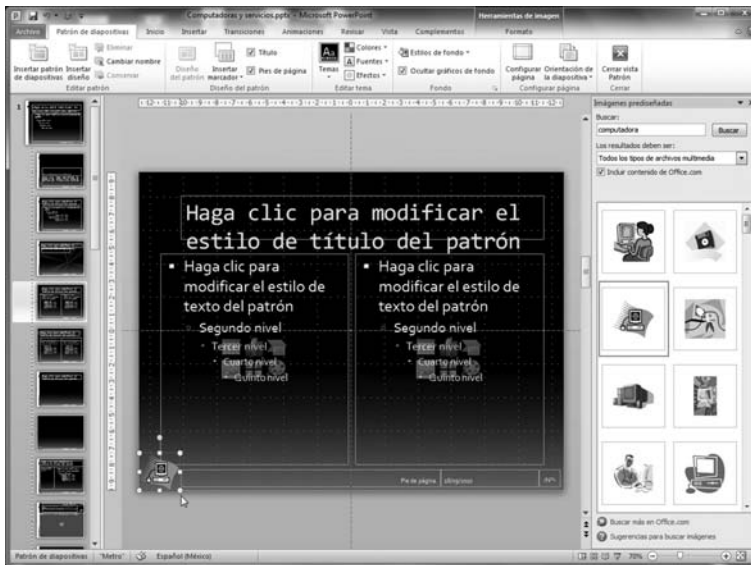 Computadoras y servicios.pptx - Microsoft PowerPoint
Herramientas de imagen
Archivo Patrón de diapositivas Inicio Insertar Transiciones Animaciones Revisar Vista Complementos Formato
Insertar patrón de diapositivas
Insertar diseño
Eliminar
Cambiar nombre
Conservar
Editar patrón
Diseño del patrón
Insertar marcador
Título
Pies de página
Diseño del patrón
Temas
Colores
Fuentes
Efectos
Editar tema
Estilos de fondo
Ocultar gráficos de fondo
Fondo
Configurar página
Orientación de la diapositiva
Configurar página
Cerrar vista Patrón
Cerrar
1
Haga clic para modificar el
estilo de título del patrón
Haga clic para
modificar el estilo de
texto del patrón
Segundo nivel
Tercer nivel
Cuarto nivel
Quinto nivel
Haga clic para
modificar el estilo de
texto del patrón
Segundo nivel
Tercer nivel
Cuarto nivel
Quinto nivel
Pie de página
Imágenes prediseñadas
Buscar:
computadora
Buscar
Los resultados deben ser:
Todos los tipos de archivos multimedia
Incluir contenido de Office.com
Buscar más en Office.com
Sugerencias para buscar imágenes
Patrón de diapositivas "Metro" Español (México) 70%